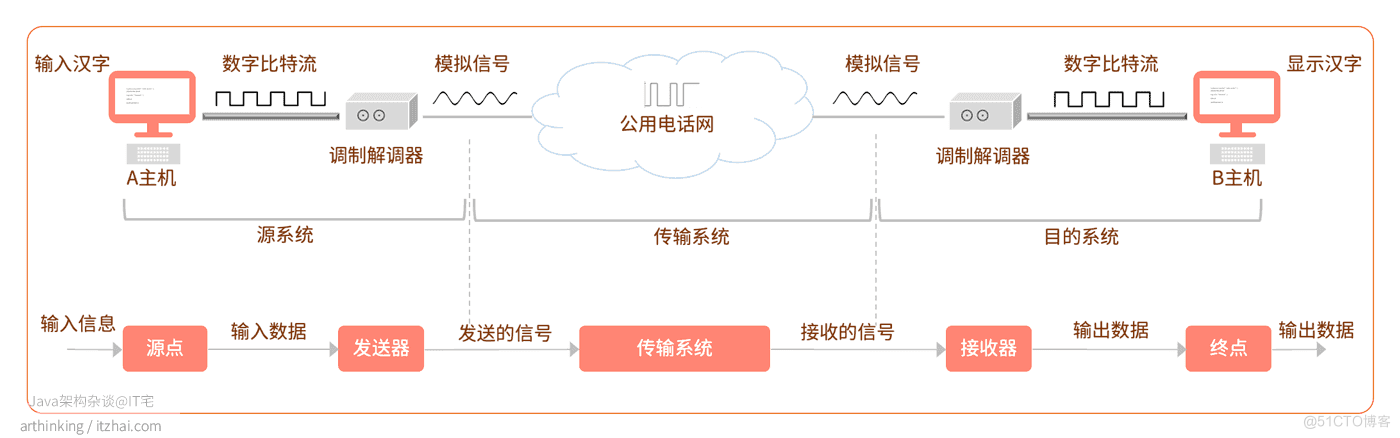 输入汉字
数字比特流
模拟信号
模拟信号
数字比特流
显示汉字
公用电话网
调制解调器
调制解调器
A主机
B主机
源系统
传输系统
目的系统
输入信息
源点
输入数据
发送器
发送的信号
传输系统
接收的信号
接收器
输出数据
终点
输出数据
Java架构杂谈@IT宅
arthinking / itzhai.com
@51CTO博客